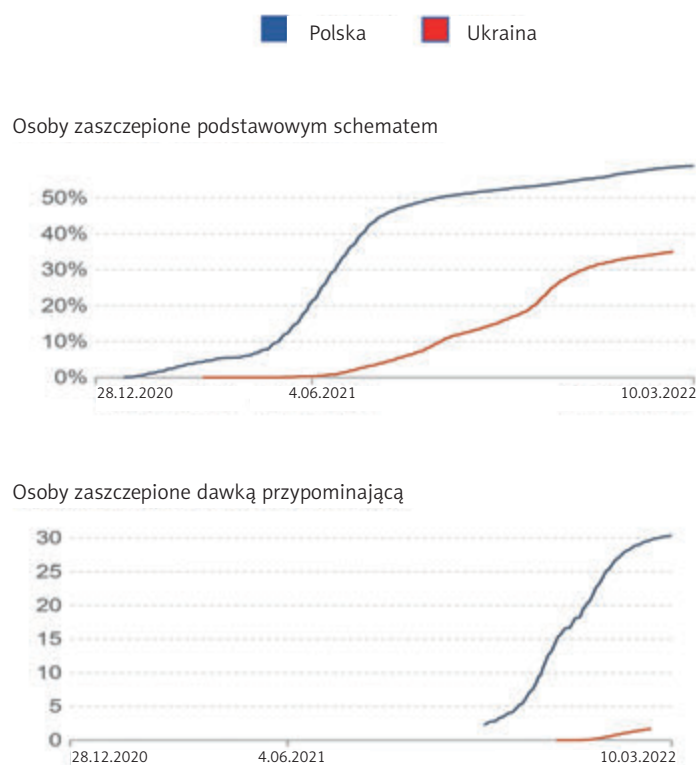 Polska Ukraina
Osoby zaszczepione podstawowym schematem
50%
40%
30%
20%
10%
0%
28.12.2020 4.06.2021 10.03.2022
Osoby zaszczepione dawką przypominającą
30
25
20
15
10
5
0
28.12.2020 4.06.2021 10.03.2022